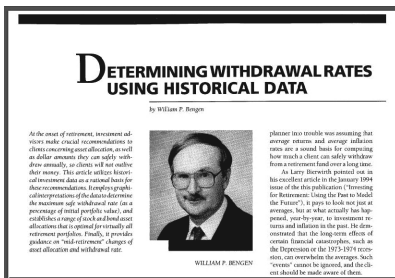 DETERMINING WITHDRAWAL RATES
USING HISTORICAL DATA
by William P. Bengen
At the onset of retirement, investment ad-
visors make crucial recommendations to
clients concerning asset allocation, as well
as dollar amounts they can safely with-
draw annually, so clients will not outlive
their money. This article utilizes histori-
cal investment data as a rational basis for
these recommendations. It employs graphi-
cal interpretations of the data to determine
the maximum safe withdrawal rate (as a
percentage of initial portfolio value), and
establishes a range of stock and bond asset
allocations that is optimal for virtually all
retirement portfolios. Finally, it provides
guidance on "mid-retirement" changes of
asset allocation and withdrawal rate.
WILLIAM P. BENGEN
planner into trouble was assuming that
average returns and average inflation
rates are a sound basis for computing
how much a client can safely withdraw
from a retirement fund over a long time.
As Larry Bierwirth pointed out in
his excellent article in the January 1994
issue of the this publication ("Investing
for Retirement: Using the Past to Model
the Future"), it pays to look not just at
averages, but at what actually has hap-
pened, year-by-year, to investment re-
turns and inflation in the past. He dem-
onstrated that the long-term effects of
certain financial catastrophes, such as
the Depression or the 1973-1974 reces-
sion, can overwhelm the averages. Such
"events" cannot be ignored, and the cli-
ent should be made aware of them.